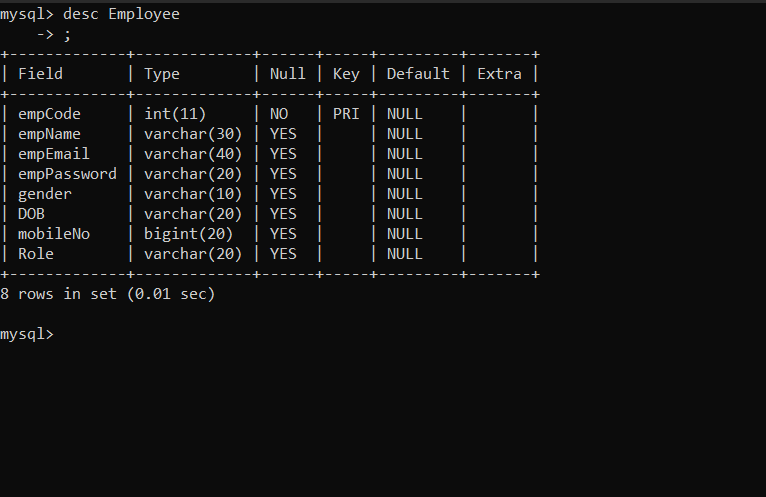 mysql> desc Employee
    -> ;
+-------------+-------------+------+-----+---------+-------+
| Field       | Type        | Null | Key | Default | Extra |
+-------------+-------------+------+-----+---------+-------+
| empCode     | int(11)     | NO   | PRI | NULL    |       |
| empName     | varchar(30) | YES  |     | NULL    |       |
| empEmail    | varchar(40) | YES  |     | NULL    |       |
| empPassword | varchar(20) | YES  |     | NULL    |       |
| gender      | varchar(10) | YES  |     | NULL    |       |
| DOB         | varchar(20) | YES  |     | NULL    |       |
| mobileNo    | bigint(20)  | YES  |     | NULL    |       |
| Role        | varchar(20) | YES  |     | NULL    |       |
+-------------+-------------+------+-----+---------+-------+
8 rows in set (0.01 sec)

mysql>